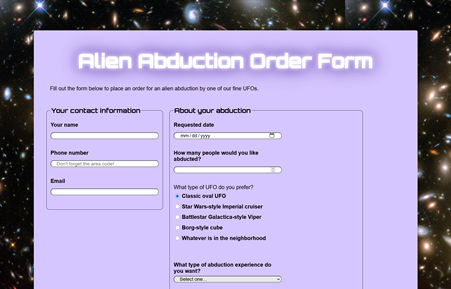 Alien Abduction Order Form
Fill out the form below to place an order for an alien abduction by one of our fine UFOs.
Your contact information
Your name
Phone number
Don't forget the area code!
Email
About your abduction
Requested date
mm/dd/yyyy
How many people would you like
abducted?
What type of UFO do you prefer?
Classic oval UFO
Star Wars-style Imperial cruiser
Battlestar Galactica-style Viper
Borg-style cube
Whatever is in the neighborhood
What type of abduction experience do
you want?
Select one...